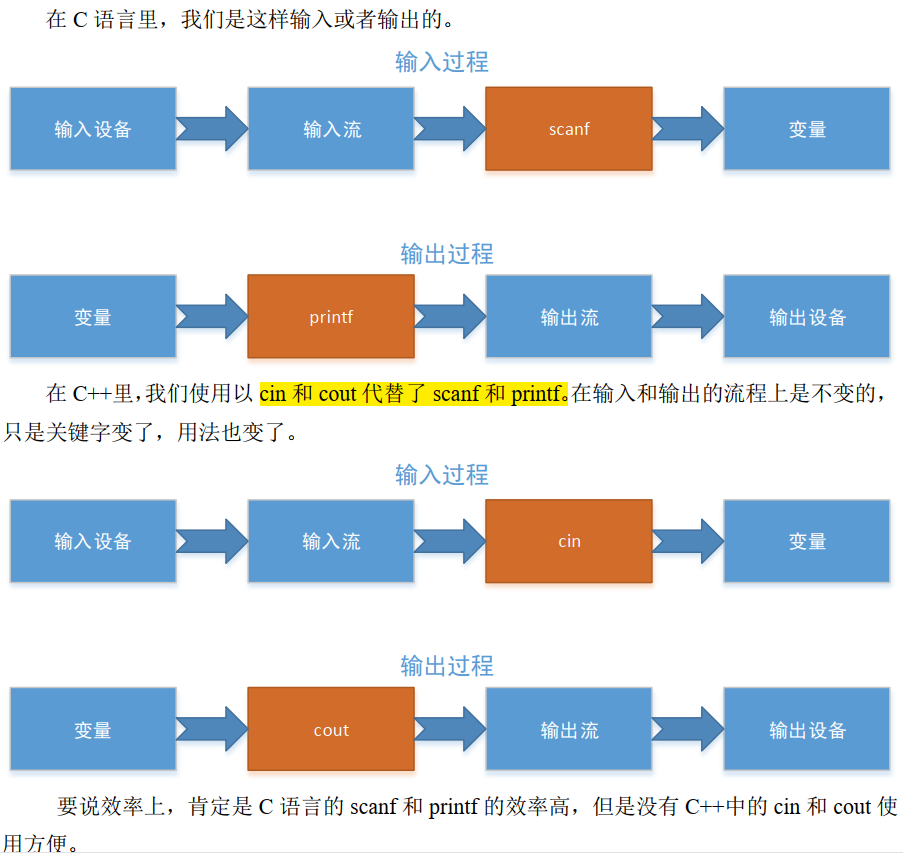 在 C 语言里，我们是这样输入或者输出的。
输入过程
输入设备 输入流 scanf 变量
输出过程
变量 printf 输出流 输出设备
在 C++里，我们使用以 cin 和 cout 代替了 scanf 和 printf。在输入和输出的流程上是不变的，
只是关键字变了，用法也变了。
输入过程
输入设备 输入流 cin 变量
输出过程
变量 cout 输出流 输出设备
要说效率上，肯定是 C 语言的 scanf 和 printf 的效率高，但是没有 C++中的 cin 和 cout 使
用方便。